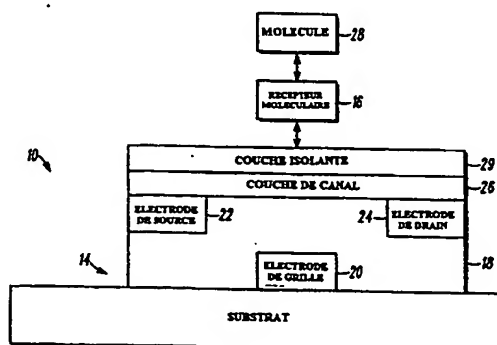 MOLÉCULE
28
RECEPTEUR
MOLECULAIRE
16
10
COUCHE ISOLANTE
29
COUCHE DE CANAL
26
ELECTRODE
DE SOURCE
22
24
ELECTRODE
DE DRAIN
14
18
ELECTRODE
DE GRILLE
20
SUBSTRAT